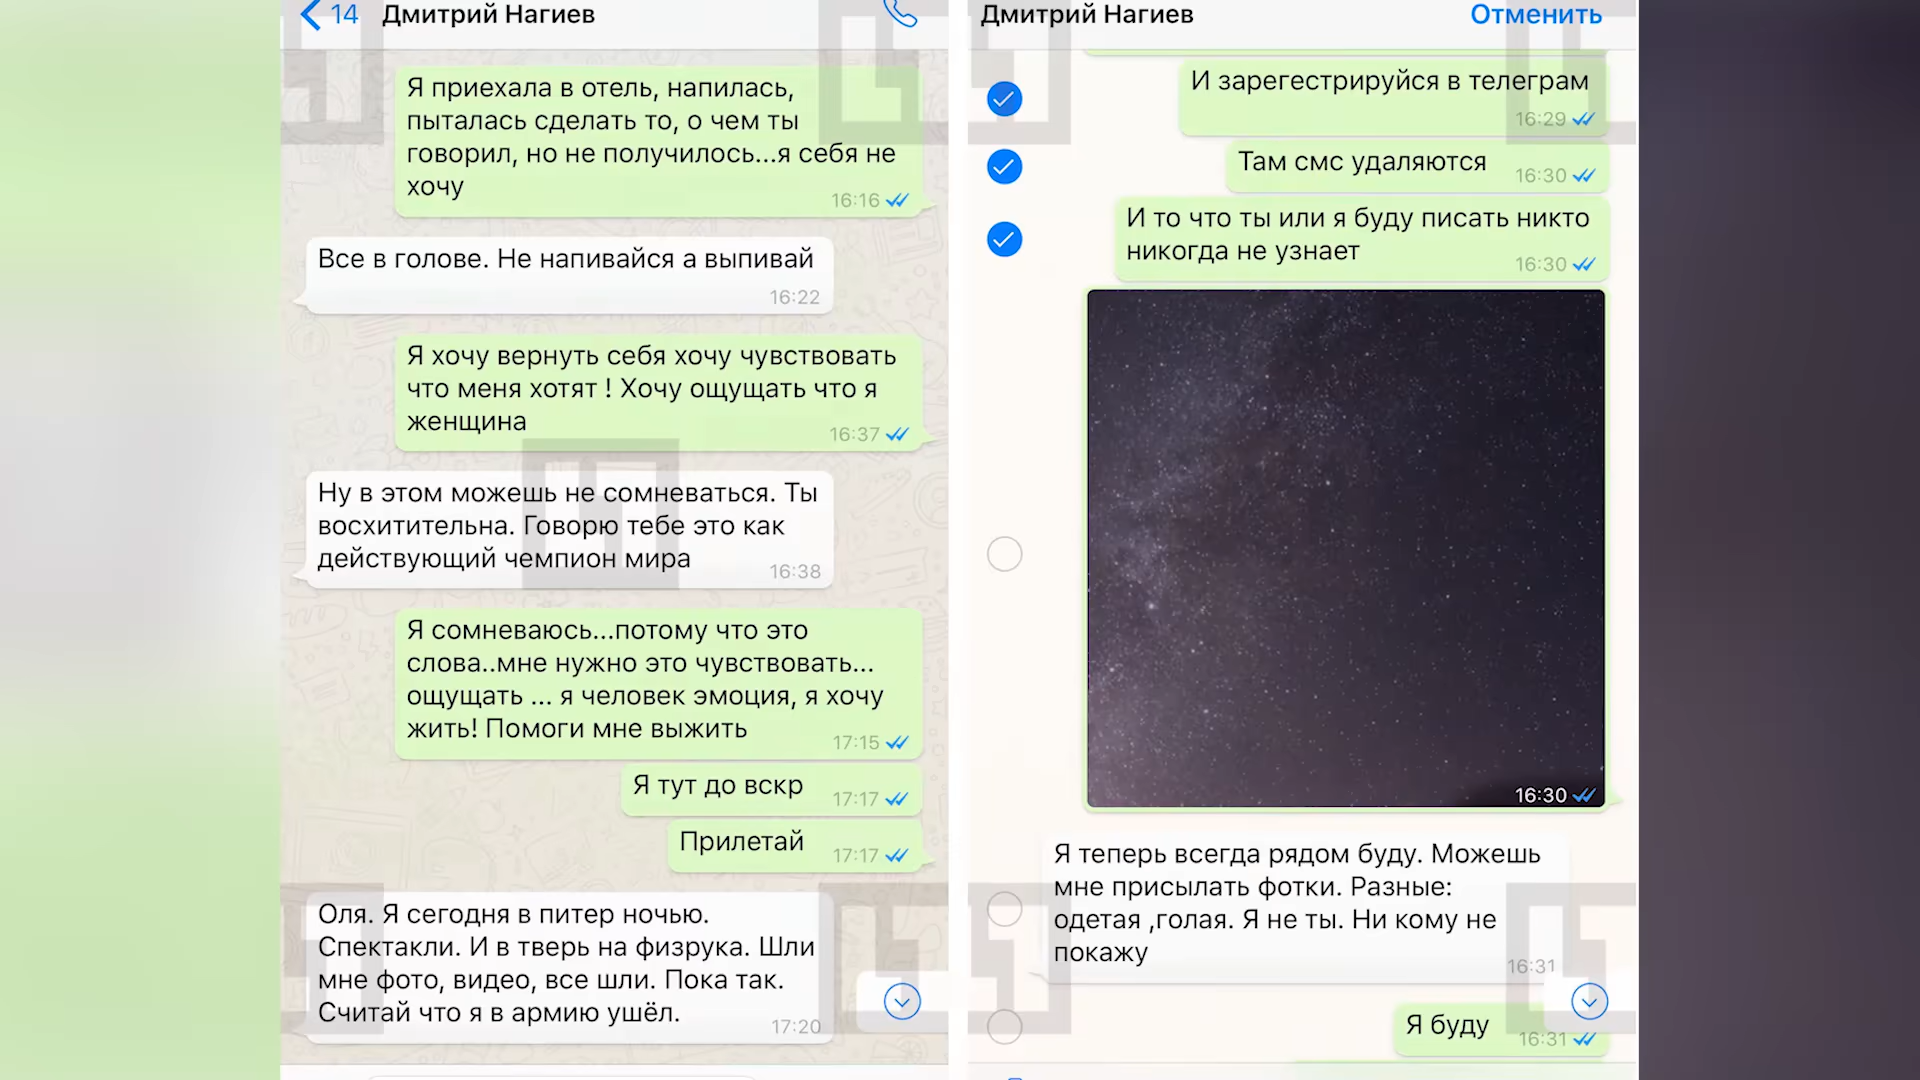 14 Дмитрий Нагиев
Я приехала в отель, напилась,
пыталась сделать то, о чем ты
говорил, но не получилось...я себя не
хочу
16:16
Все в голове. Не напивайся а выпивай
16:22
Я хочу вернуть себя хочу чувствовать
что меня хотят ! Хочу ощущать что я
женщина
16:37
Ну в этом можешь не сомневаться. Ты
восхитительна. Говорю тебе это как
действующий чемпион мира
16:38
Я сомневаюсь...потому что это
слова..мне нужно это чувствовать...
ощущать ... я человек эмоция, я хочу
жить! Помоги мне выжить
17:15
Я тут до вскр
17:17
Прилетай
17:17
Оля. Я сегодня в питер ночью.
Спектакли. И в тверь на физрука. Шли
мне фото, видео, все шли. Пока так.
Считай что я в армию ушёл.
17:20
Дмитрий Нагиев Отменить
И зарегестрируйся в телеграм
16:29
Там смс удаляются
16:30
И то что ты или я буду писать никто
никогда не узнает
16:30
16:30
Я теперь всегда рядом буду. Можешь
мне присылать фотки. Разные:
одетая ,голая. Я не ты. Ни кому не
покажу
16:31
Я буду
16:31